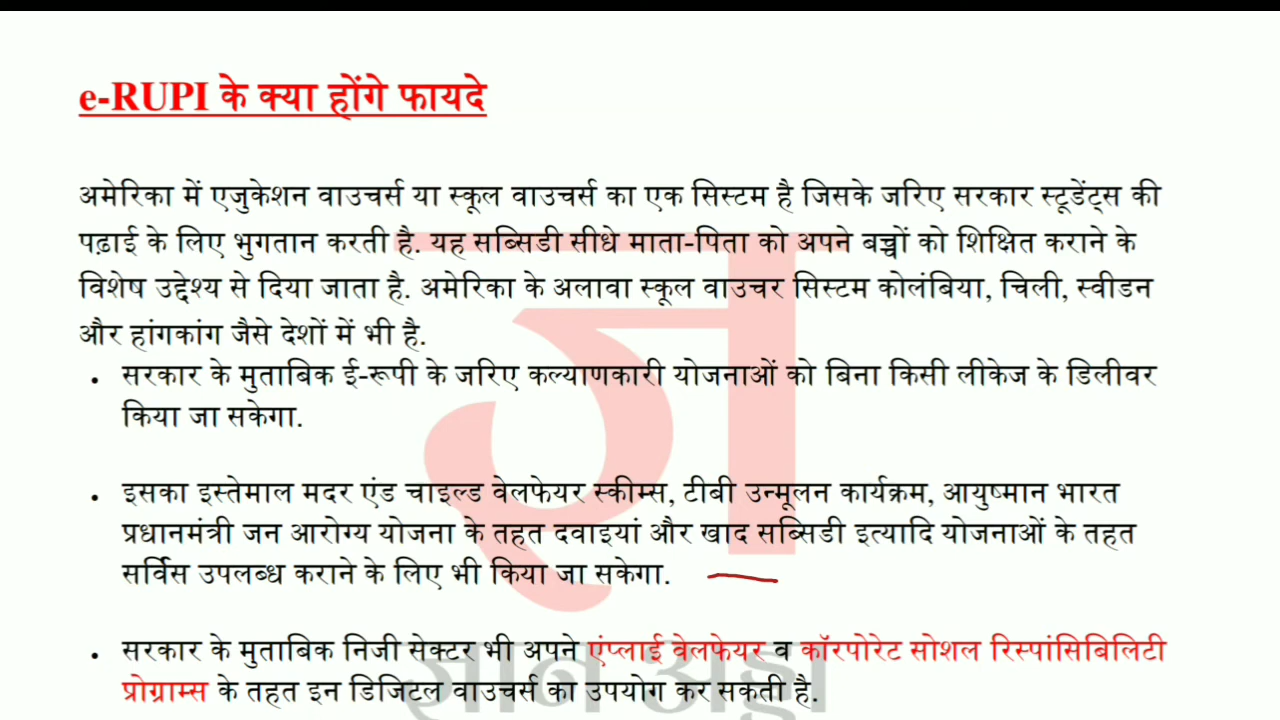 e-RUPI के क्या होंगे फायदे
अमेरिका में एजुकेशन वाउचर्स या स्कूल वाउचर्स का एक सिस्टम है जिसके जरिए सरकार स्टूडेंट्स की
पढ़ाई के लिए भुगतान करती है. यह सब्सिडी सीधे माता-पिता को अपने बच्चों को शिक्षित कराने के
विशेष उद्देश्य से दिया जाता है. अमेरिका के अलावा स्कूल वाउचर सिस्टम कोलंबिया, चिली, स्वीडन
और हांगकांग जैसे देशों में भी है.
• सरकार के मुताबिक ई-रूपी के जरिए कल्याणकारी योजनाओं को बिना किसी लीकेज के डिलीवर
किया जा सकेगा.
• इसका इस्तेमाल मदर एंड चाइल्ड वेलफेयर स्कीम्स, टीबी उन्मूलन कार्यक्रम, आयुष्मान भारत
प्रधानमंत्री जन आरोग्य योजना के तहत दवाइयां और खाद सब्सिडी इत्यादि योजनाओं के तहत
सर्विस उपलब्ध कराने के लिए भी किया जा सकेगा.
• सरकार के मुताबिक निजी सेक्टर भी अपने एंप्लाई वेलफेयर व कॉरपोरेट सोशल रिस्पांसिबिलिटी
प्रोग्राम्स के तहत इन डिजिटल वाउचर्स का उपयोग कर सकती है.
ज्ञान अड्डा